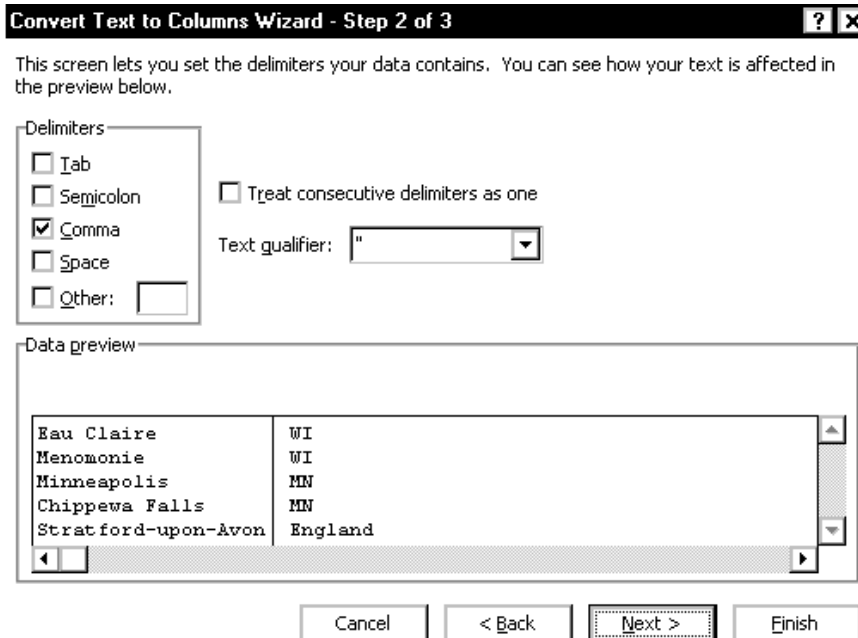 Convert Text to Columns Wizard - Step 2 of 3 ?
This screen lets you set the delimiters your data contains. You can see how your text is affected in
the preview below.
Delimiters
Tab
Semicolon
Comma
Space
Other:
Treat consecutive delimiters as one
Text qualifier: "
Data preview
Eau Claire WI
Menomonie WI
Minneapolis MN
Chippewa Falls MN
Stratford-upon-Avon England
Cancel < Back Next > Finish